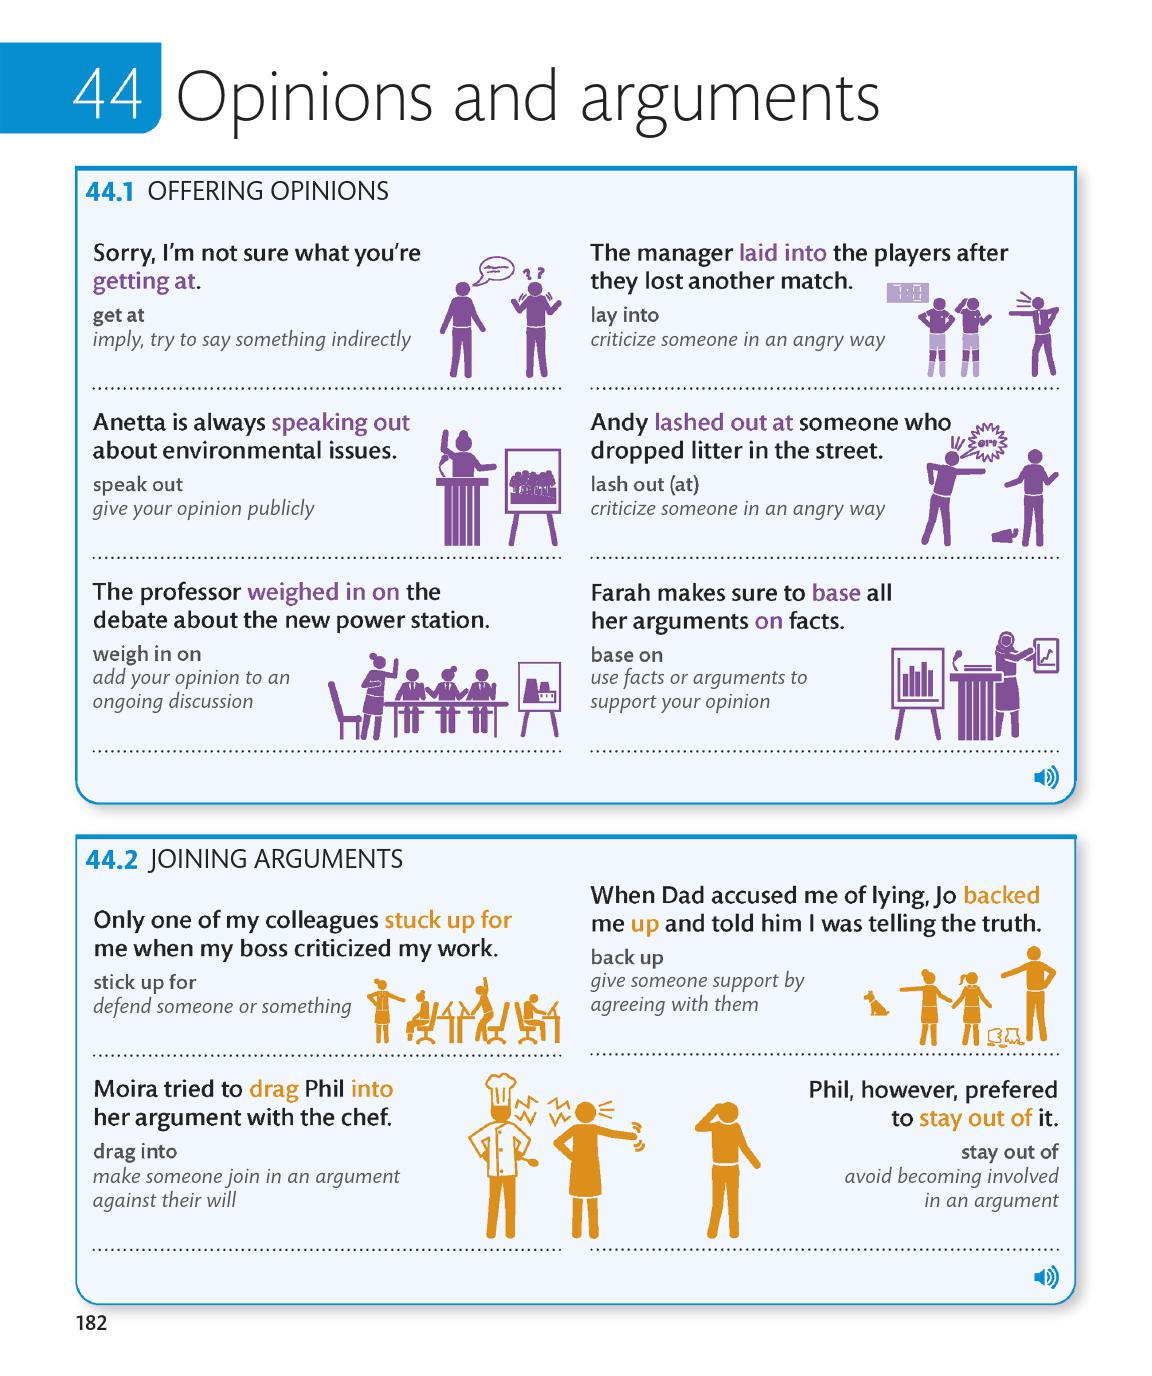 44 Opinions and arguments
44.1 OFFERING OPINIONS
Sorry, I'm not sure what you're
getting at.
get at
imply, try to say something indirectly
The manager laid into the players after
they lost another match.
lay into
criticize someone in an angry way
Anetta is always speaking out
about environmental issues.
speak out
give your opinion publicly
Andy lashed out at someone who
dropped litter in the street.
lash out (at)
criticize someone in an angry way
The professor weighed in on the
debate about the new power station.
weigh in on
add your opinion to an
ongoing discussion
Farah makes sure to base all
her arguments on facts.
base on
use facts or arguments to
support your opinion
44.2 JOINING ARGUMENTS
Only one of my colleagues stuck up for
me when my boss criticized my work.
stick up for
defend someone or something
When Dad accused me of lying, Jo backed
me up and told him I was telling the truth.
back up
give someone support by
agreeing with them
Moira tried to drag Phil into
her argument with the chef.
drag into
make someone join in an argument
against their will
Phil, however, prefered
to stay out of it.
stay out of
avoid becoming involved
in an argument
182